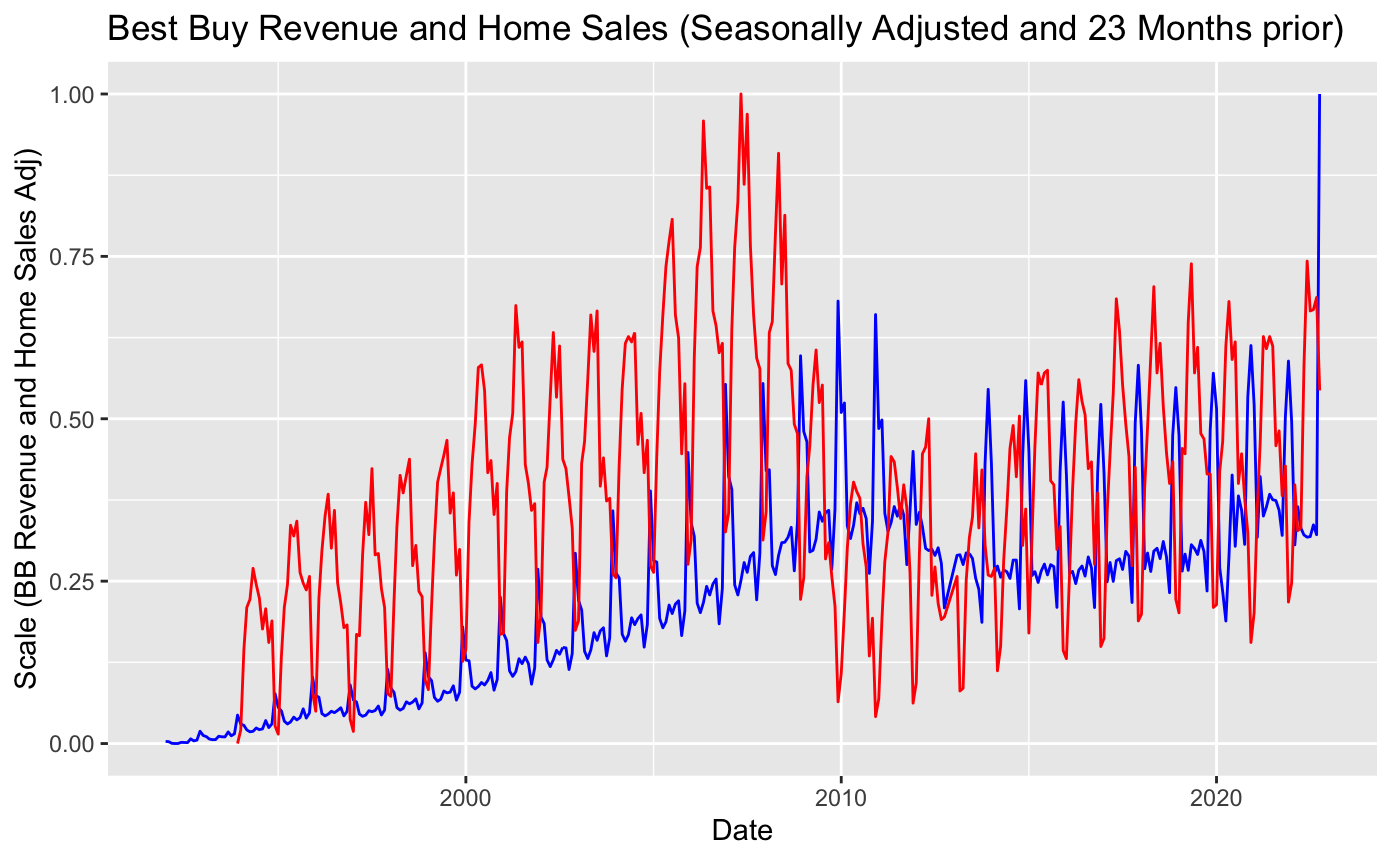 Best Buy Revenue and Home Sales (Seasonally Adjusted and 23 Months prior)
Scale (BB Revenue and Home Sales Adj)
1.00
0.75
0.50
0.25
0.00
2000 2010 2020
Date